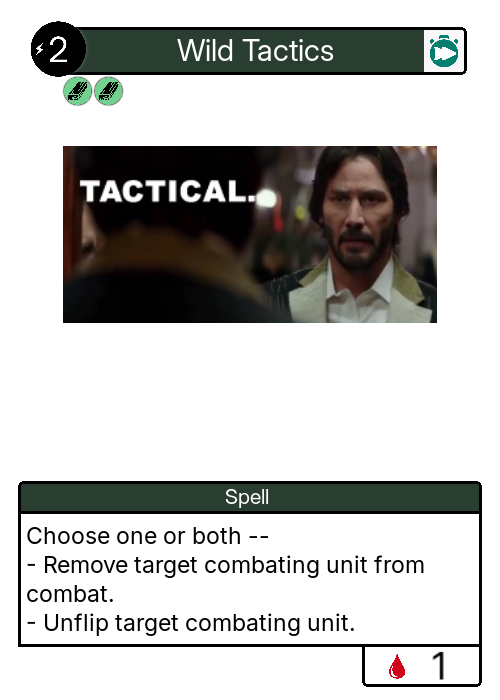 2
Wild Tactics
TACTICAL.
Spell
Choose one or both --
- Remove target combating unit from
combat.
- Unflip target combating unit.
1